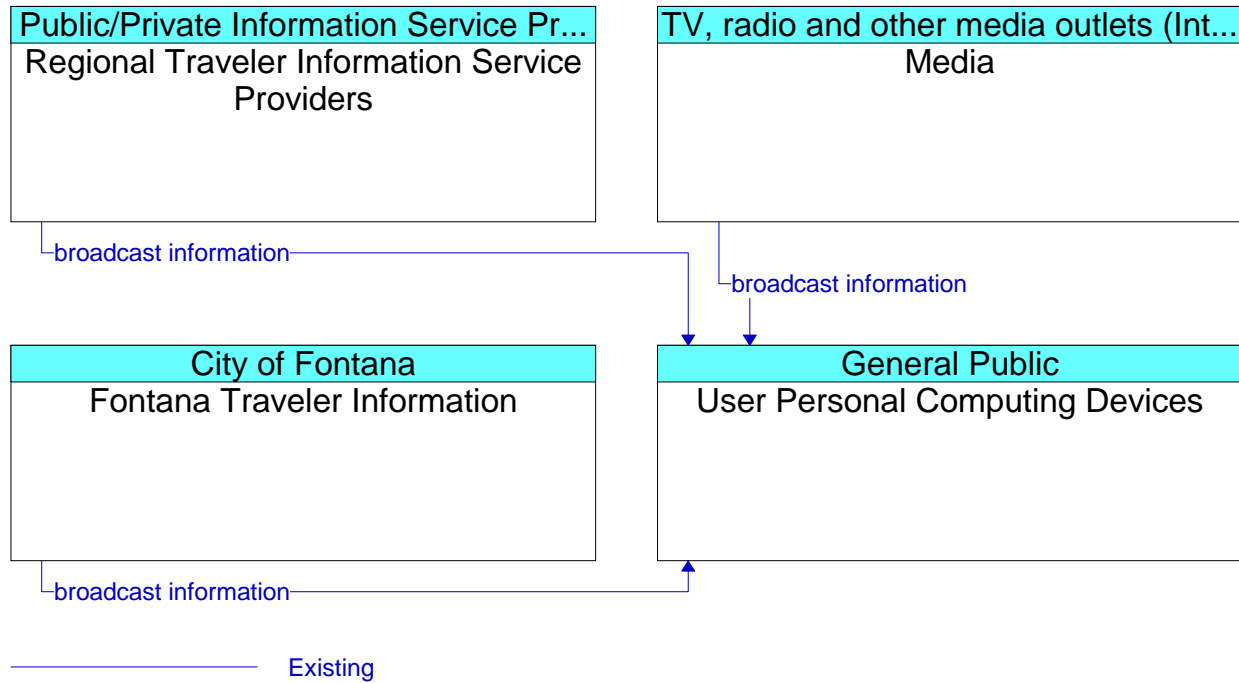 Public/Private Information Service Pr...
Regional Traveler Information Service
Providers
TV, radio and other media outlets (Int...
Media
broadcast information
broadcast information
City of Fontana
Fontana Traveler Information
General Public
User Personal Computing Devices
broadcast information
Existing